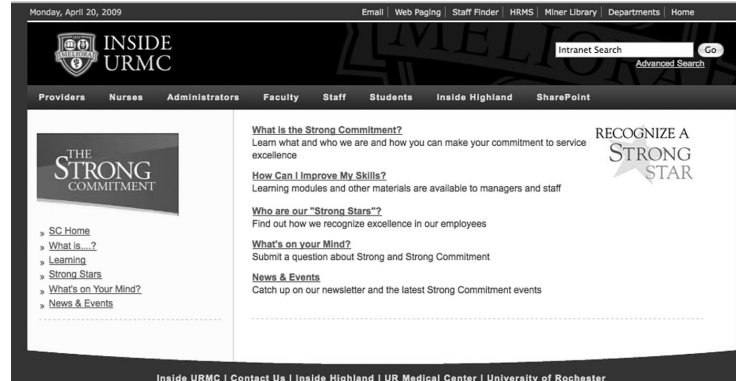 Monday, April 20, 2009
Email | Web Paging | Staff Finder | HRMS | Miner Library | Departments | Home
MELIORA
INSIDE
URMC
MELIORA
Intranet Search
Go
Advanced Search
Providers Nurses Administrators Faculty Staff Students Inside Highland SharePoint
THE
STRONG
COMMITMENT
» SC Home
» What is....?
» Learning
» Strong Stars
» What's on Your Mind?
» News & Events
What is the Strong Commitment?
Learn what and who we are and how you can make your commitment to service
excellence
How Can I Improve My Skills?
Learning modules and other materials are available to managers and staff
Who are our "Strong Stars"?
Find out how we recognize excellence in our employees
What's on your Mind?
Submit a question about Strong and Strong Commitment
News & Events
Catch up on our newsletter and the latest Strong Commitment events
RECOGNIZE A
STRONG
STAR
Inside URMC | Contact Us | Inside Highland | UR Medical Center | University of Rochester